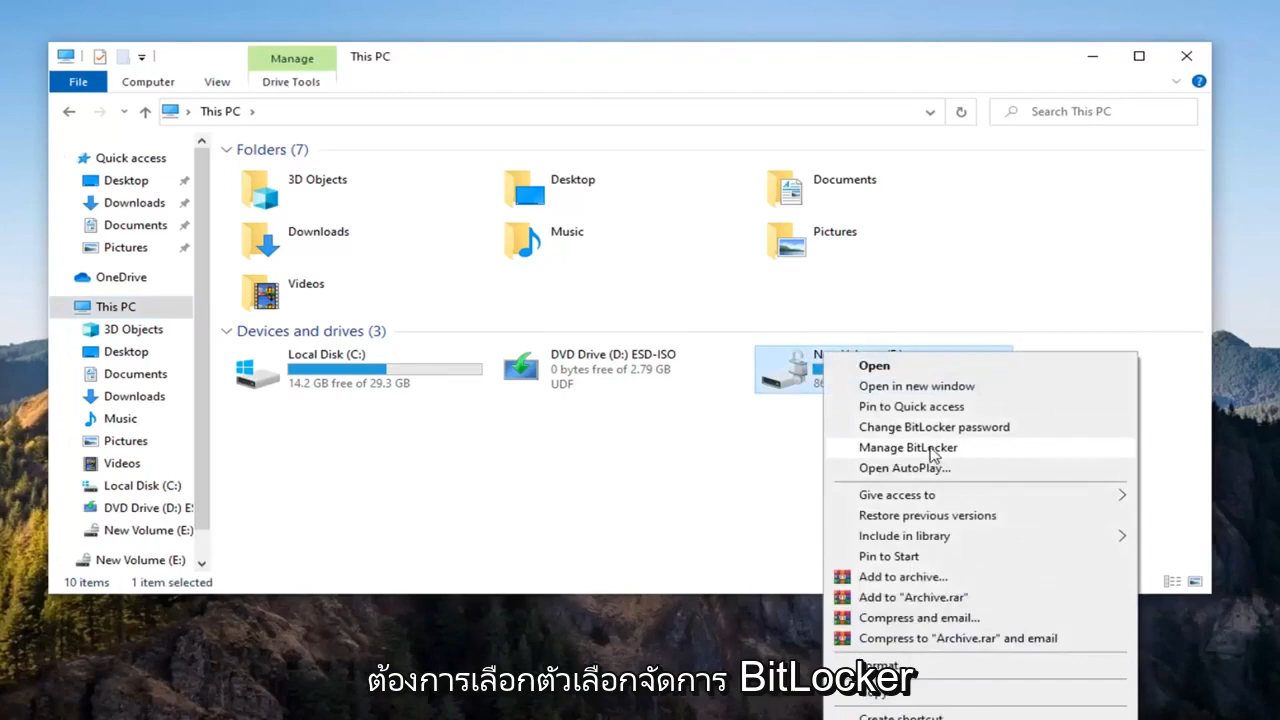 Manage
This PC
File
Computer
View
Drive Tools
This PC
Search This PC
Quick access
Desktop
Downloads
Documents
Pictures
OneDrive
This PC
3D Objects
Desktop
Documents
Downloads
Music
Pictures
Videos
Local Disk (C:)
DVD Drive (D:) ES
New Volume (E:)
New Volume (E:)
Folders (7)
3D Objects
Desktop
Documents
Downloads
Music
Pictures
Videos
Devices and drives (3)
Local Disk (C:)
14.2 GB free of 29.3 GB
DVD Drive (D:) ESD-ISO
0 bytes free of 2.79 GB
UDF
Open
Open in new window
Pin to Quick access
Change BitLocker password
Manage BitLocker
Open AutoPlay...
Give access to
Restore previous versions
Include in library
Pin to Start
Add to archive...
Add to "Archive.rar"
Compress and email...
Compress to "Archive.rar" and email
Format...
Create shortcut
10 items
1 item selected
ต้องการเลือกตัวเลือกจัดการ BitLocker